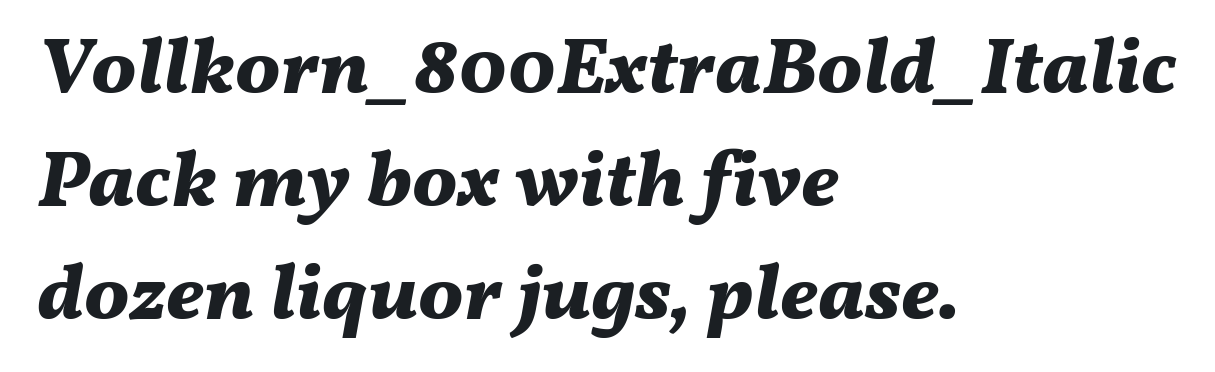 Vollkorn_800ExtraBold_Italic
Pack my box with five
dozen liquor jugs, please.